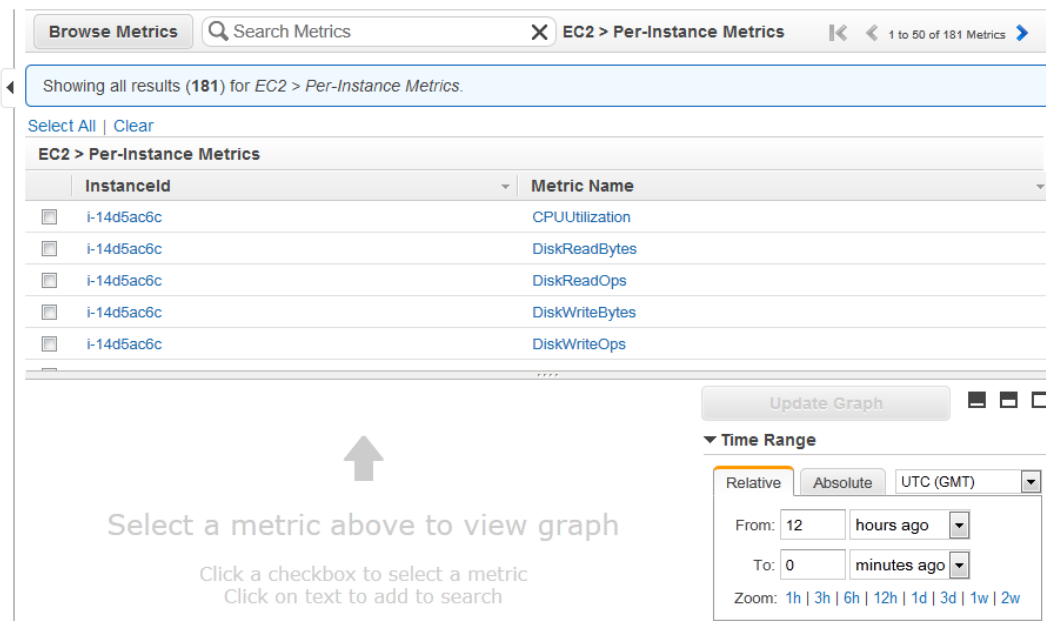 Browse Metrics Search Metrics X EC2 > Per-Instance Metrics 1 to 50 of 181 Metrics
Showing all results (181) for EC2 > Per-Instance Metrics.
Select All | Clear
EC2 > Per-Instance Metrics
InstanceId Metric Name
i-14d5ac6c CPUUtilization
i-14d5ac6c DiskReadBytes
i-14d5ac6c DiskReadOps
i-14d5ac6c DiskWriteBytes
i-14d5ac6c DiskWriteOps
Update Graph
Time Range
Relative Absolute UTC (GMT)
From: 12 hours ago
To: 0 minutes ago
Zoom: 1h | 3h | 6h | 12h | 1d | 3d | 1w | 2w
Select a metric above to view graph
Click a checkbox to select a metric
Click on text to add to search